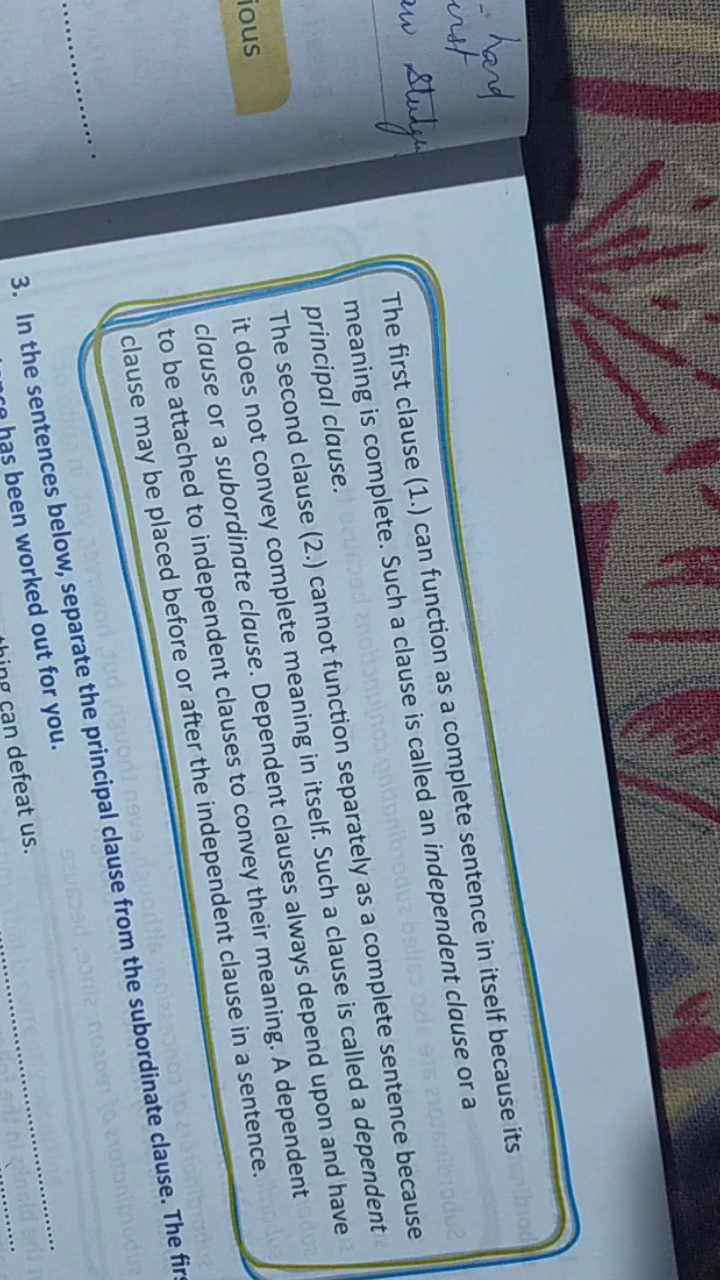 hard
first
Study
ious
The first clause (1.) can function as a complete sentence in itself because its
meaning is complete. Such a clause is called an independent clause or a
principal clause.
The second clause (2.) cannot function separately as a complete sentence because
it does not convey complete meaning in itself. Such a clause is called a dependent
clause or a subordinate clause. Dependent clauses always depend upon and have
to be attached to independent clauses to convey their meaning. A dependent
clause may be placed before or after the independent clause in a sentence.
3. In the sentences below, separate the principal clause from the subordinate clause. The firs
has been worked out for you.
thing can defeat us.